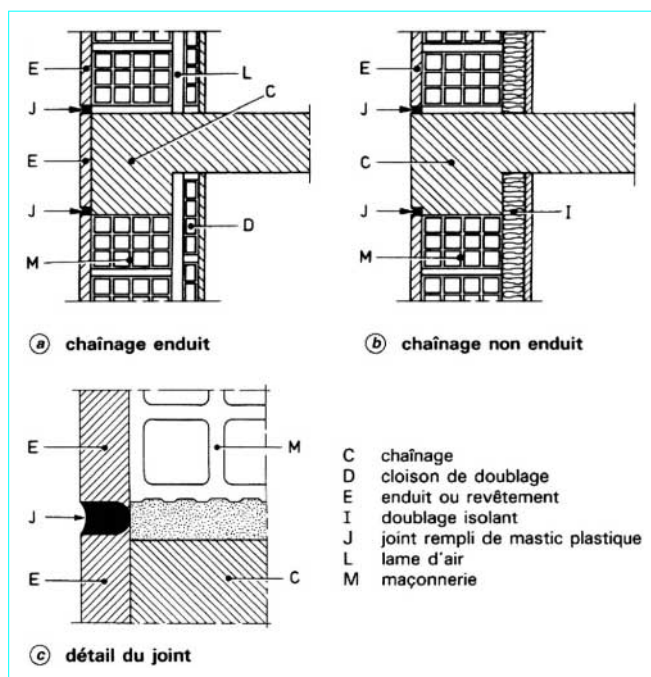 E
L
C
J
E
J
D
M
E
J
C
J
I
M
ⓐ chaînage enduit
ⓑ chaînage non enduit
E
M
J
E
C
C chaînage
D cloison de doublage
E enduit ou revêtement
I doublage isolant
J joint rempli de mastic plastique
L lame d'air
M maçonnerie
ⓒ détail du joint